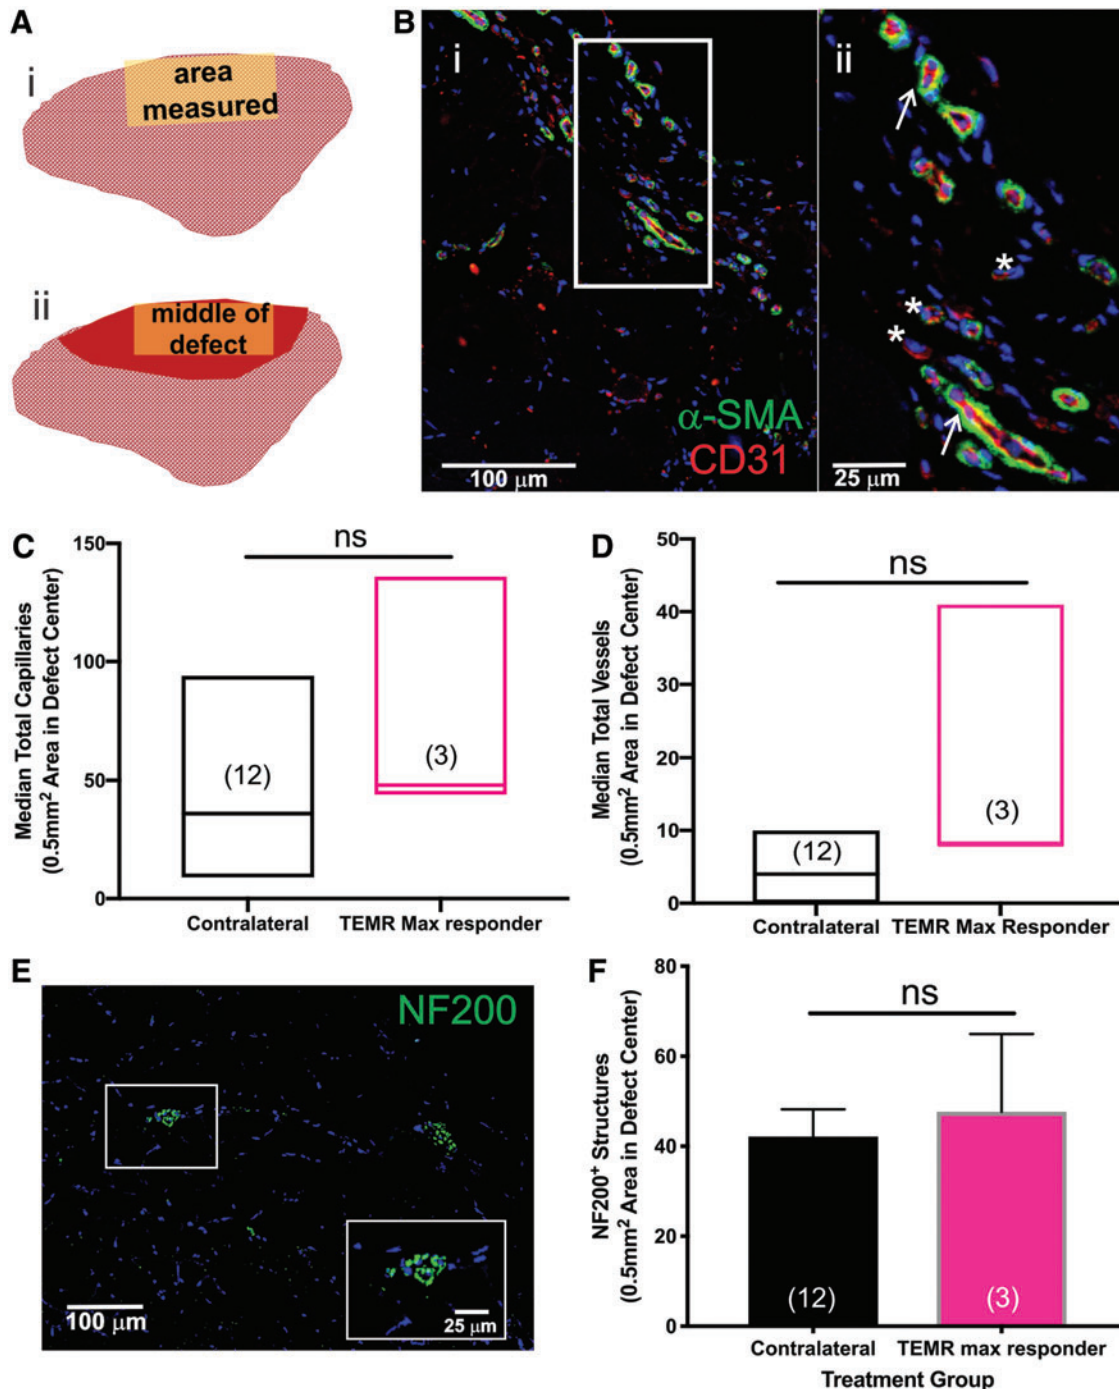 A
i
area
measured
ii
middle of
defect
B
i
ii
*
*
*
α-SMA
CD31
100 μm
25 μm
C
ns
Median Total Capillaries
(0.5mm² Area in Defect Center)
150
100
50
0
(12)
(3)
Contralateral
TEMR Max responder
D
ns
Median Total Vessels
(0.5mm² Area in Defect Center)
50
40
30
20
10
0
(12)
(3)
Contralateral
TEMR Max Responder
E
NF200
100 μm
25 μm
F
ns
NF200⁺ Structures
(0.5mm² Area in Defect Center)
80
60
40
20
0
(12)
(3)
Contralateral
TEMR max responder
Treatment Group